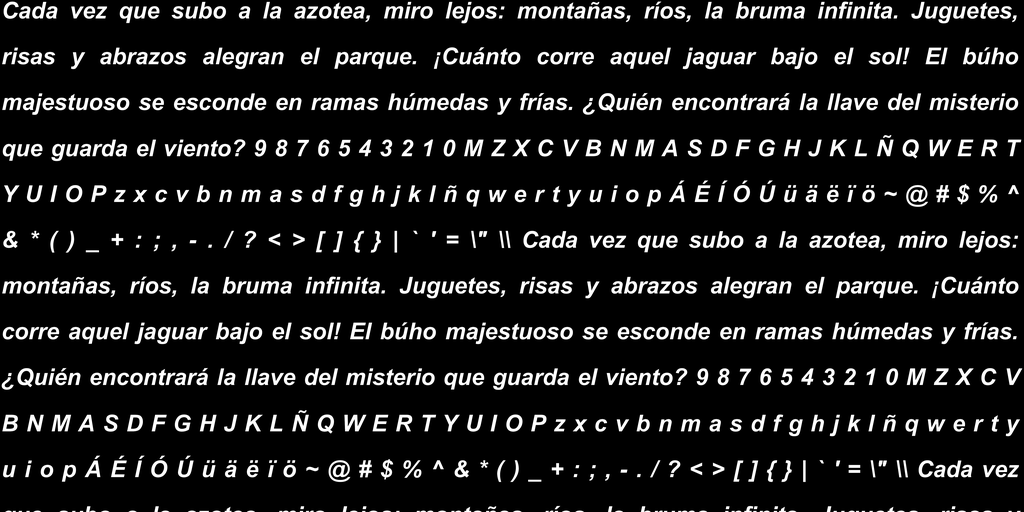 Cada vez que subo a la azotea, miro lejos: montañas, ríos, la bruma infinita. Juguetes,
risas y abrazos alegran el parque. ¡Cuánto corre aquel jaguar bajo el sol! El búho
majestuoso se esconde en ramas húmedas y frías. ¿Quién encontrará la llave del misterio
que guarda el viento? 9 8 7 6 5 4 3 2 1 0 M Z X C V B N M A S D F G H J K L Ñ Q W E R T
Y U I O P z x c v b n m a s d f g h j k l ñ q w e r t y u i o p Á É Í Ó Ú ü ä ë ï ö ~ @ # $ % ^
& * ( ) _ + : ; , - . / ? < > [ ] { } | ` ' = \" \\ Cada vez que subo a la azotea, miro lejos:
montañas, ríos, la bruma infinita. Juguetes, risas y abrazos alegran el parque. ¡Cuánto
corre aquel jaguar bajo el sol! El búho majestuoso se esconde en ramas húmedas y frías.
¿Quién encontrará la llave del misterio que guarda el viento? 9 8 7 6 5 4 3 2 1 0 M Z X C V
B N M A S D F G H J K L Ñ Q W E R T Y U I O P z x c v b n m a s d f g h j k l ñ q w e r t y
u i o p Á É Í Ó Ú ü ä ë ï ö ~ @ # $ % ^ & * ( ) _ + : ; , - . / ? < > [ ] { } | ` ' = \" \\ Cada vez